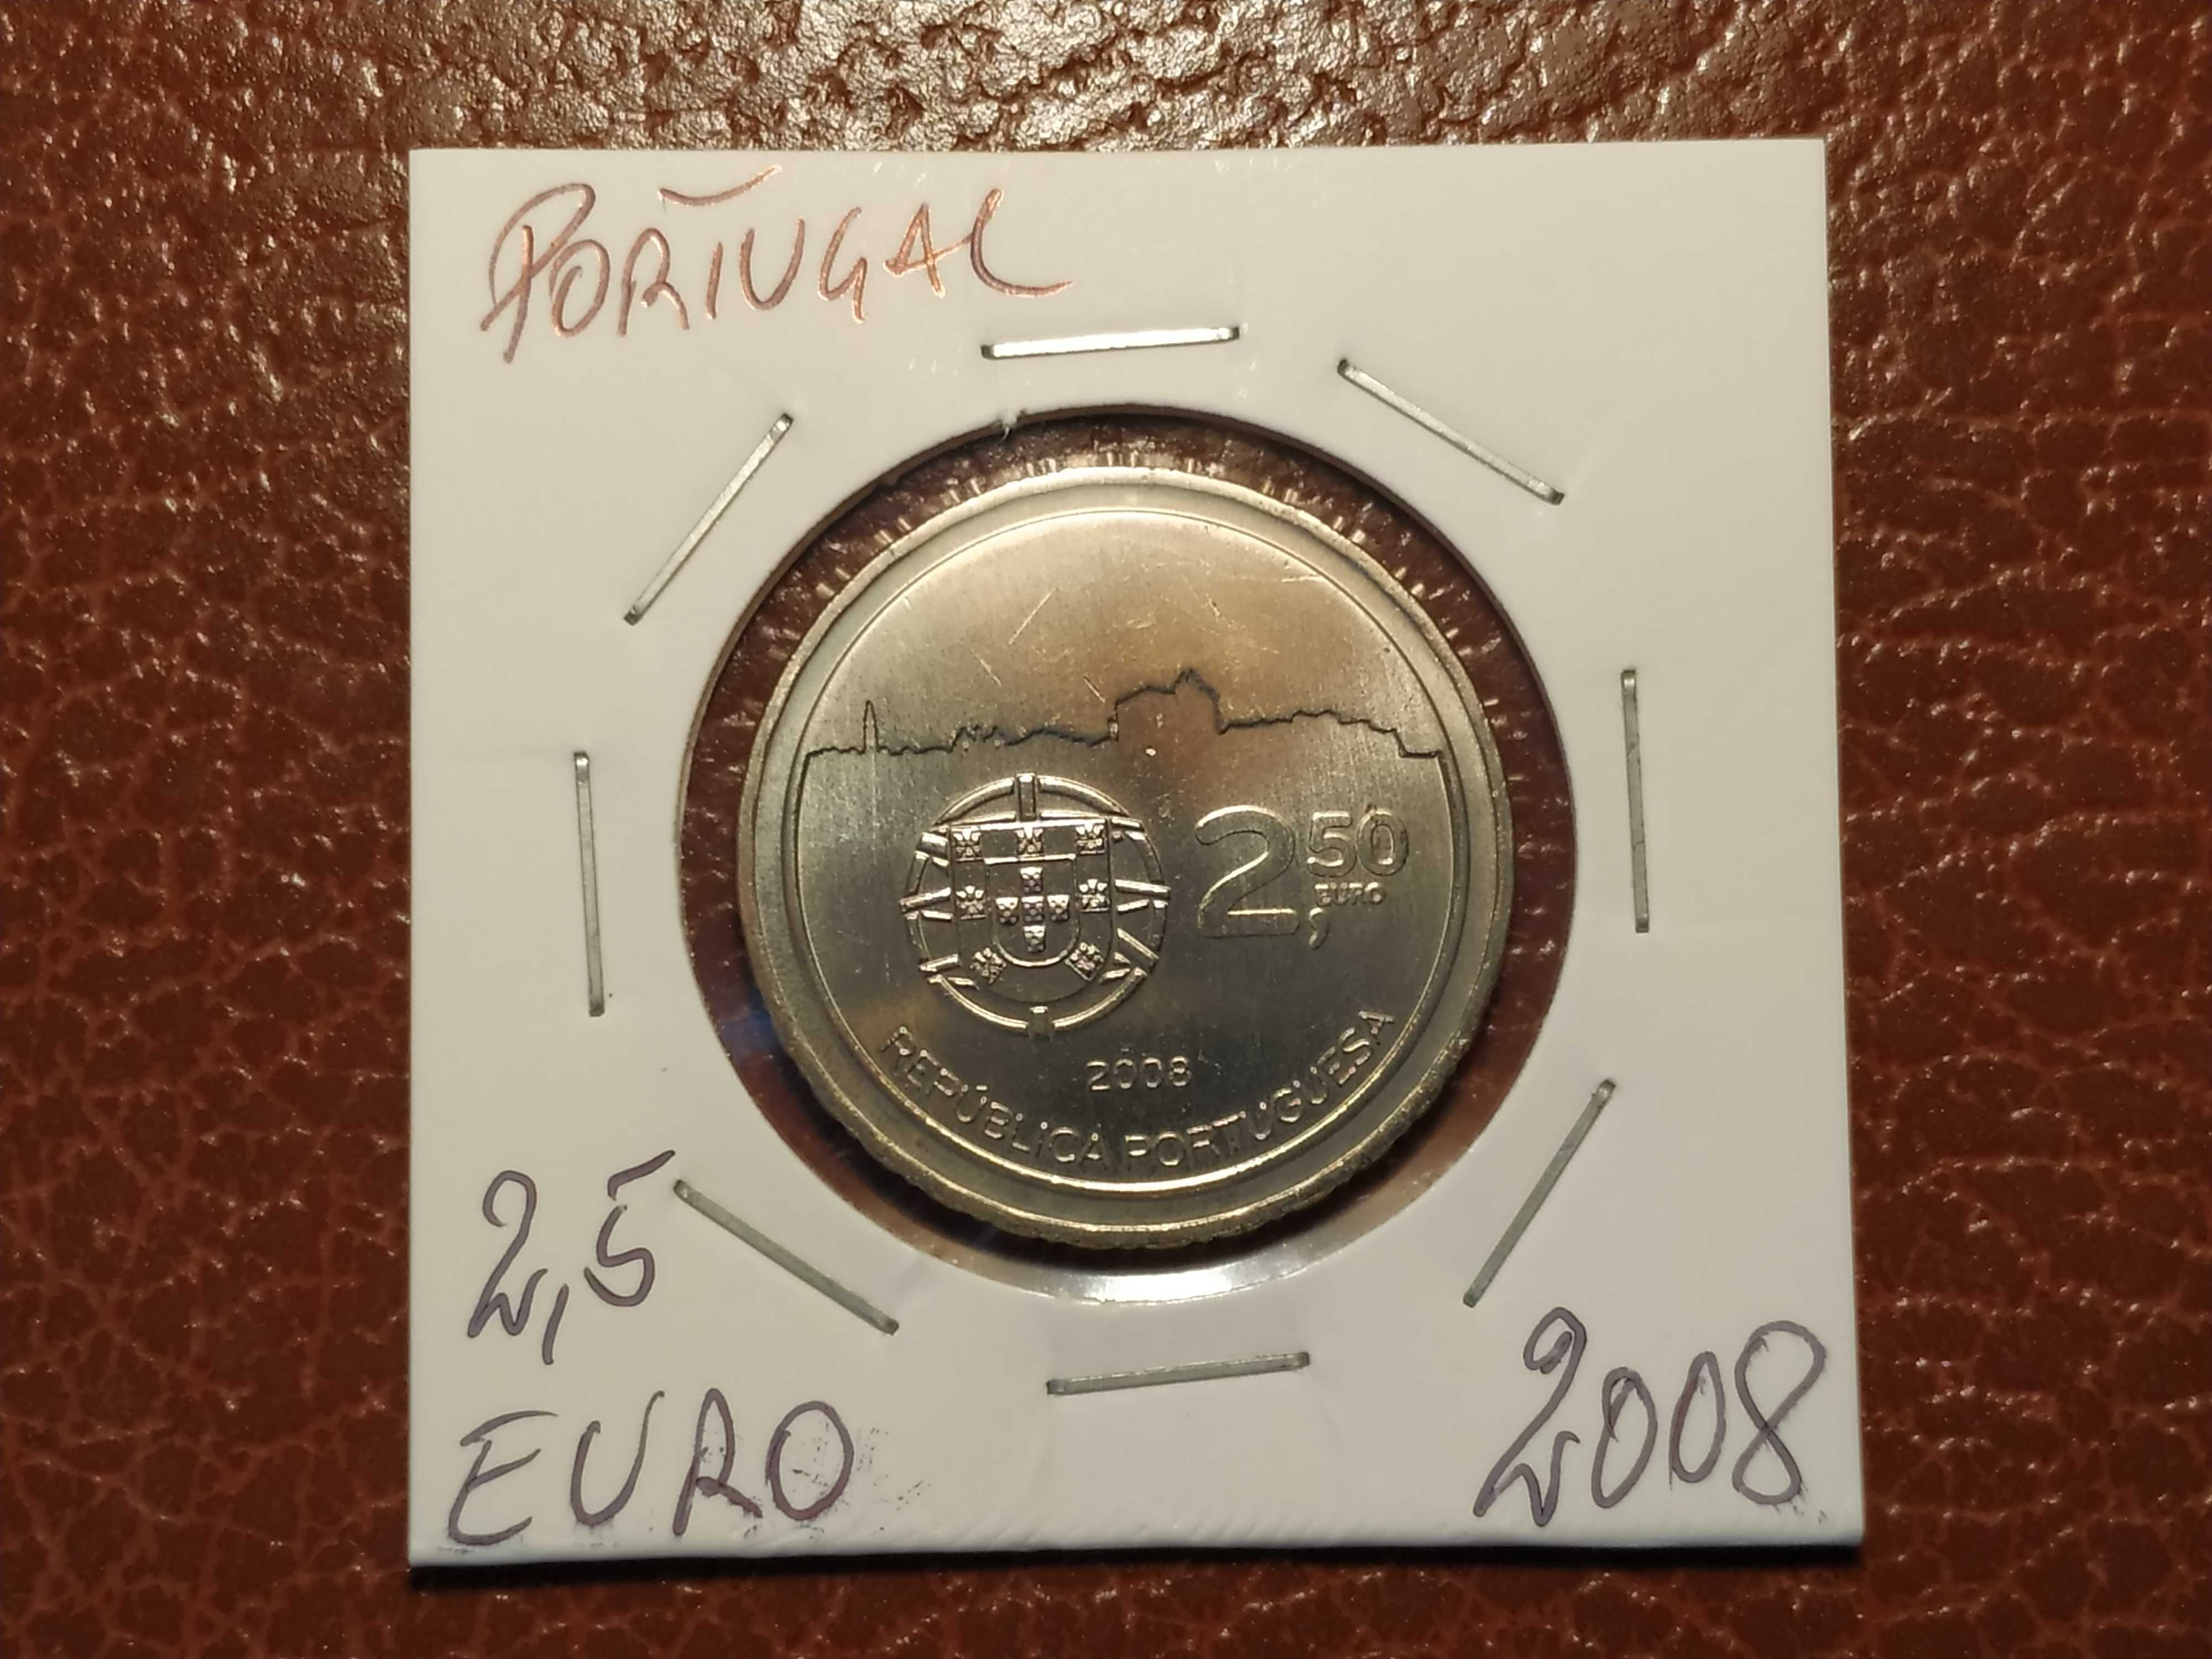 PORTUGAL
2,50
EURO
2008
REPÚBLICA PORTUGUESA
2,5
EURO
2008